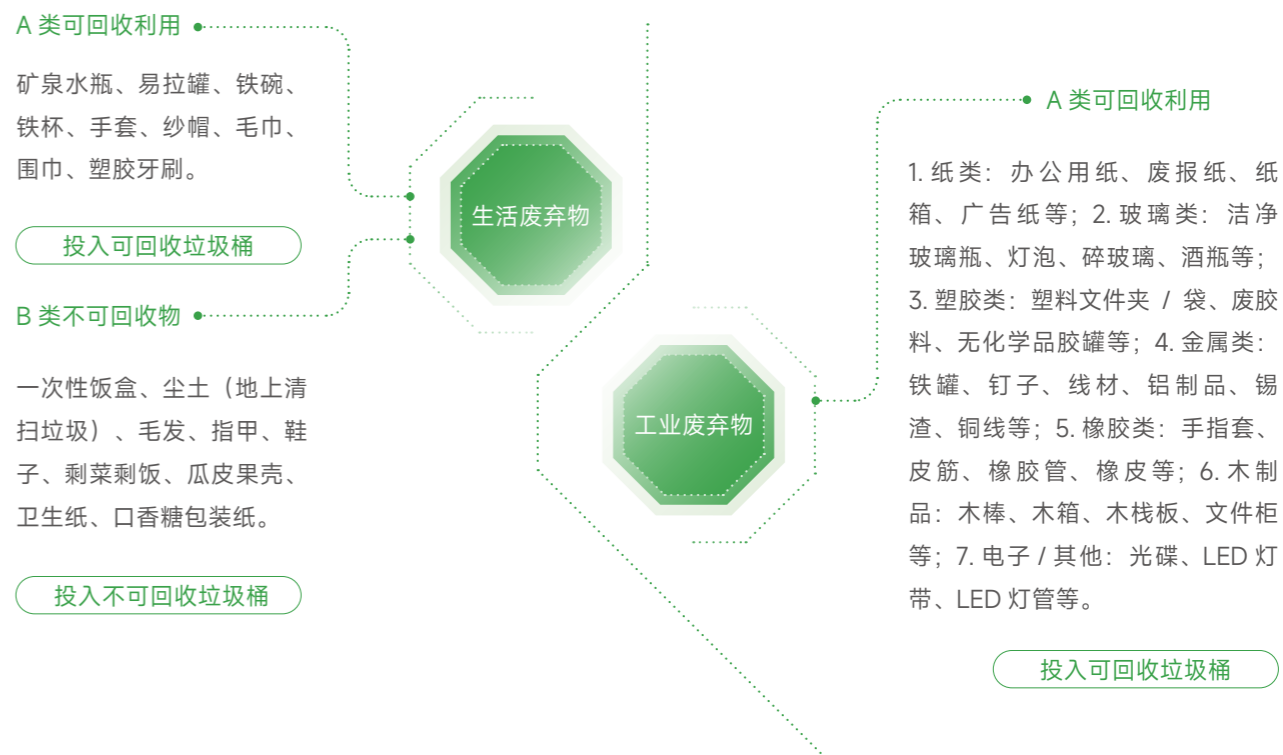 A 类可回收利用
矿泉水瓶、易拉罐、铁碗、
铁杯、手套、纱帽、毛巾、
围巾、塑胶牙刷。
投入可回收垃圾桶
B 类不可回收物
一次性饭盒、尘土（地上清
扫垃圾）、毛发、指甲、鞋
子、剩菜剩饭、瓜皮果壳、
卫生纸、口香糖包装纸。
投入不可回收垃圾桶
生活废弃物
工业废弃物
A 类可回收利用
1. 纸类：办公用纸、废报纸、纸
箱、广告纸等；2. 玻璃类：洁净
玻璃瓶、灯泡、碎玻璃、酒瓶等；
3. 塑胶类：塑料文件夹 / 袋、废胶
料、无化学品胶罐等；4. 金属类：
铁罐、钉子、线材、铝制品、锡
渣、铜线等；5. 橡胶类：手指套、
皮筋、橡胶管、橡皮等；6. 木制
品：木棒、木箱、木栈板、文件柜
等；7. 电子 / 其他：光碟、LED 灯
带、LED 灯管等。
投入可回收垃圾桶